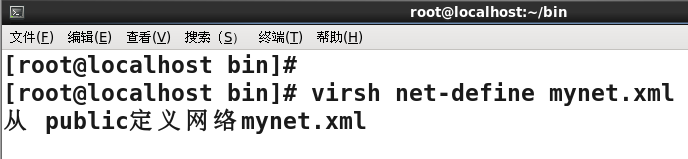 root@localhost:~/bin
文件(F) 编辑(E) 查看(V) 搜索（S） 终端(T) 帮助(H)
[root@localhost bin]#
[root@localhost bin]# virsh net-define mynet.xml
从 public定义网络mynet.xml